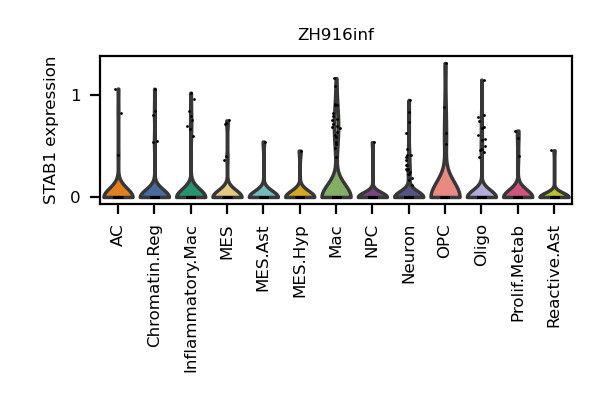 ZH916inf
STAB1 expression
1
0
AC
Chromatin.Reg
Inflammatory.Mac
MES
MES.Ast
MES.Hyp
Mac
NPC
Neuron
OPC
Oligo
Prolif.Metab
Reactive.Ast